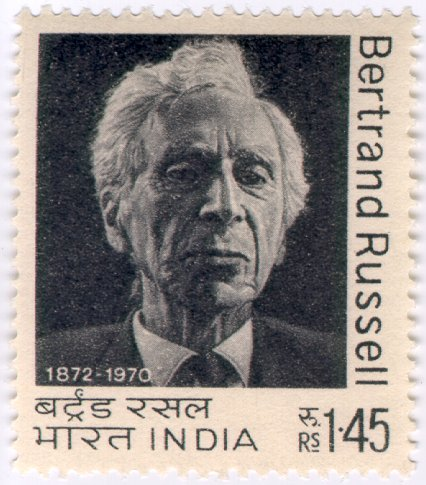 Bertrand Russell
1872-1970
बर्ट्रंड रसल
भारत INDIA
रु.
RS 1·45